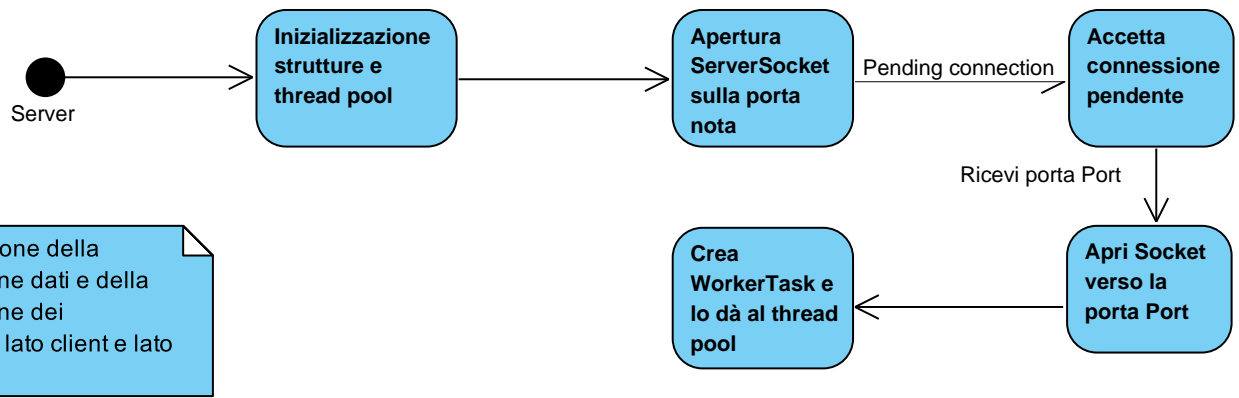 Server
Inizializzazione
strutture e
thread pool
Apertura
ServerSocket
sulla porta
nota
Pending connection
Accetta
connessione
pendente
Ricevi porta Port
Apri Socket
verso la
porta Port
Crea
WorkerTask e
lo dà al thread
pool
one della
ne dati e della
ne dei
lato client e lato